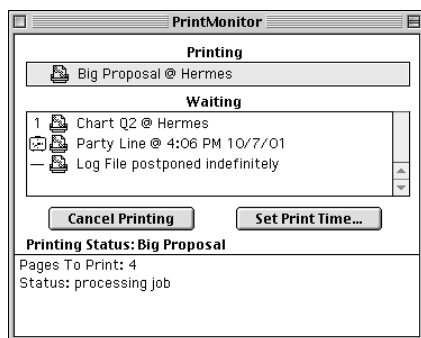 PrintMonitor
Printing
Big Proposal @ Hermes
Waiting
1 Chart Q2 @ Hermes
Party Line @ 4:06 PM 10/7/01
— Log File postponed indefinitely
Cancel Printing Set Print Time...
Printing Status: Big Proposal
Pages To Print: 4
Status: processing job